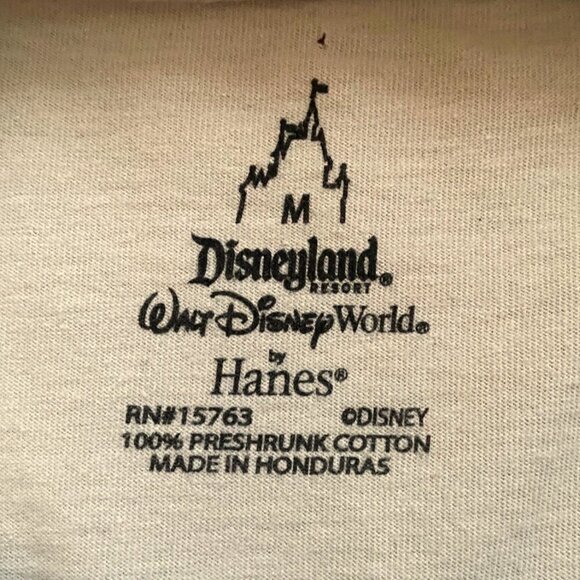 M
Disneyland®
RESORT
Walt Disney World®
by
Hanes®
RN#15763 ©DISNEY
100% PRESHRUNK COTTON
MADE IN HONDURAS